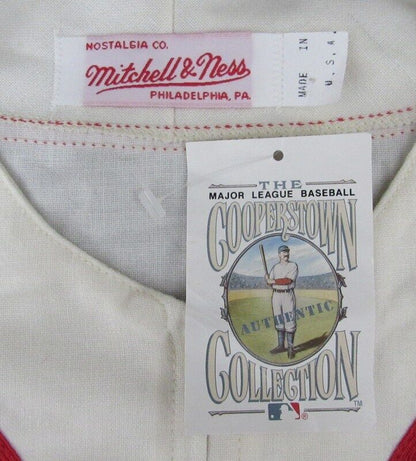 NOSTALGIA CO.
Mitchell & Ness
PHILADELPHIA, PA.
MADE IN
U.S.A.
THE
MAJOR LEAGUE BASEBALL
COOPERSTOWN
AUTHENTIC
COLLECTION
TM
®